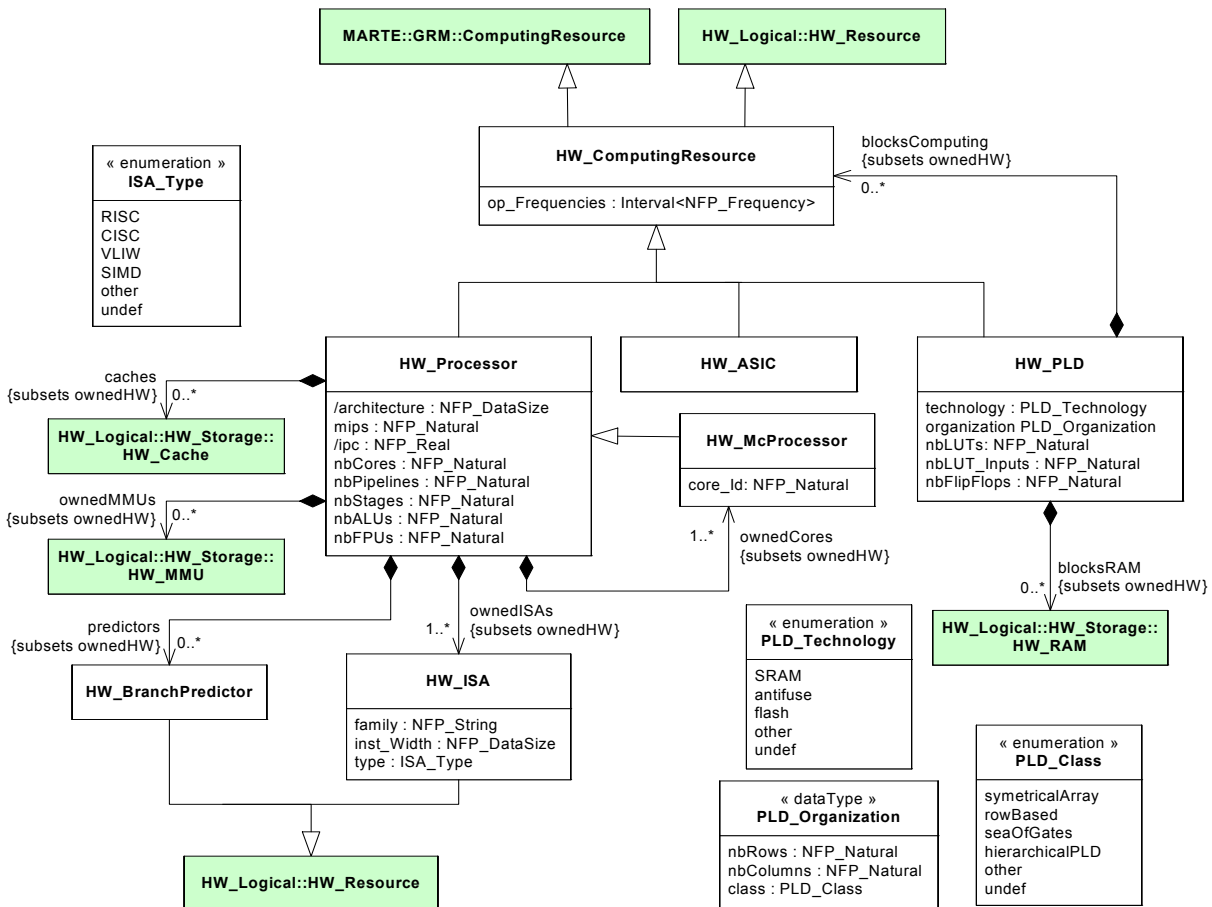 MARTE::GRM::ComputingResource
HW_Logical::HW_Resource
HW_ComputingResource
op_Frequencies : Interval<NFP_Frequency>
blocksComputing
{subsets ownedHW}
0..*
« enumeration »
ISA_Type
RISC
CISC
VLIW
SIMD
other
undef
HW_Processor
/architecture : NFP_DataSize
mips : NFP_Natural
/ipc : NFP_Real
nbCores : NFP_Natural
nbPipelines : NFP_Natural
nbStages : NFP_Natural
nbALUs : NFP_Natural
nbFPUs : NFP_Natural
HW_ASIC
HW_PLD
technology : PLD_Technology
organization PLD_Organization
nbLUTs: NFP_Natural
nbLUT_Inputs : NFP_Natural
nbFlipFlops : NFP_Natural
caches
{subsets ownedHW}
0..*
HW_Logical::HW_Storage::
HW_Cache
HW_McProcessor
core_Id: NFP_Natural
ownedMMUs
{subsets ownedHW}
0..*
HW_Logical::HW_Storage::
HW_MMU
1..*
ownedCores
{subsets ownedHW}
blocksRAM
{subsets ownedHW}
0..*
HW_Logical::HW_Storage::
HW_RAM
predictors
{subsets ownedHW}
0..*
HW_BranchPredictor
ownedISAs
{subsets ownedHW}
1..*
HW_ISA
family : NFP_String
inst_Width : NFP_DataSize
type : ISA_Type
« enumeration »
PLD_Technology
SRAM
antifuse
flash
other
undef
« enumeration »
PLD_Class
symetricalArray
rowBased
seaOfGates
hierarchicalPLD
other
undef
« dataType »
PLD_Organization
nbRows : NFP_Natural
nbColumns : NFP_Natural
class : PLD_Class
HW_Logical::HW_Resource